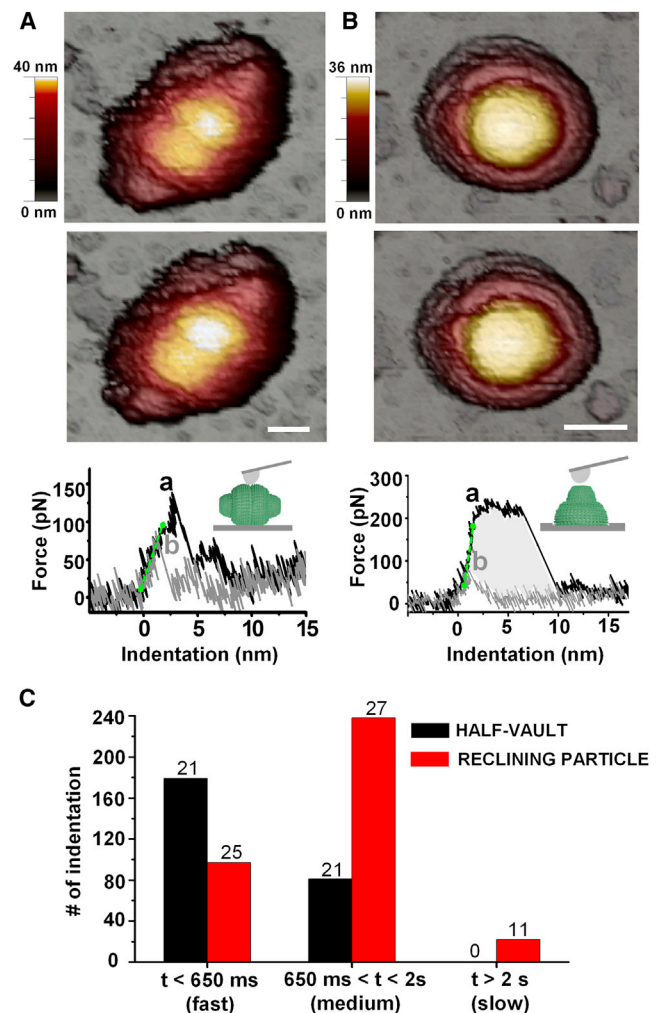 A
B
40 nm
0 nm
36 nm
0 nm
Force (pN)
150
100
50
0
a
b
0
5
10
15
Indentation (nm)
Force (pN)
300
200
100
0
a
b
0
5
10
15
Indentation (nm)
C
# of indentation
240
200
160
120
80
40
0
21
25
21
27
0
11
HALF-VAULT
RECLINING PARTICLE
t < 650 ms
(fast)
650 ms < t < 2s
(medium)
t > 2 s
(slow)